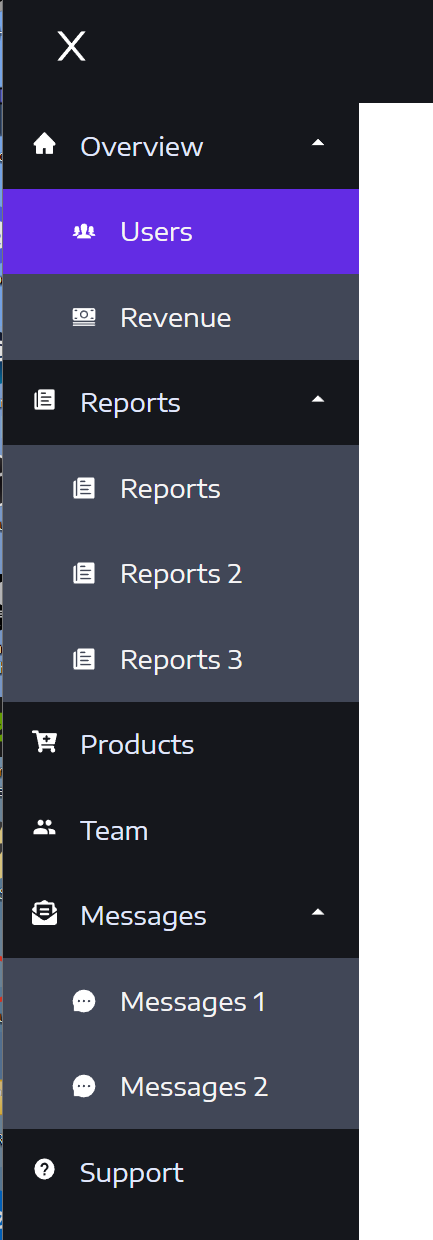 Overview
Users
Revenue
Reports
Reports
Reports 2
Reports 3
Products
Team
Messages
Messages 1
Messages 2
Support